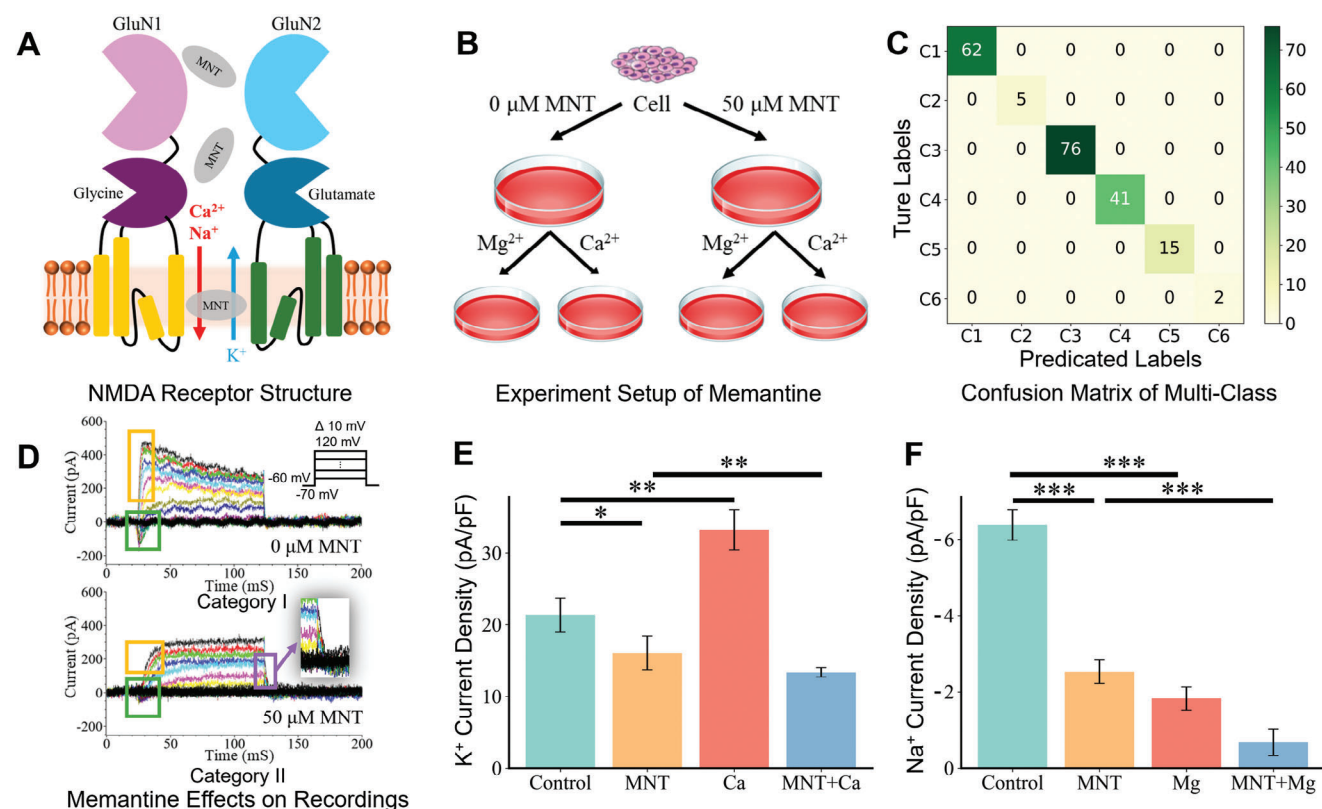 A
GluN1
GluN2
MNT
MNT
Glycine
Glutamate
Ca²⁺
Na⁺
MNT
K⁺
NMDA Receptor Structure
B
0 μM MNT
Cell
50 μM MNT
Mg²⁺
Ca²⁺
Mg²⁺
Ca²⁺
Experiment Setup of Memantine
C
Ture Labels
C1 62 0 0 0 0 0
C2 0 5 0 0 0 0
C3 0 0 76 0 0 0
C4 0 0 0 41 0 0
C5 0 0 0 0 15 0
C6 0 0 0 0 0 2
C1 C2 C3 C4 C5 C6
Predicated Labels
70
60
50
40
30
20
10
0
Confusion Matrix of Multi-Class
D
Current (pA)
600
400
200
0
-200
Δ 10 mV
120 mV
-60 mV
-70 mV
0 μM MNT
0 50 100 150 200
Time (mS)
Category I
Current (pA)
600
400
200
0
-200
50 μM MNT
0 50 100 150 200
Time (mS)
Category II
Memantine Effects on Recordings
E
K⁺ Current Density (pA/pF)
30
20
10
0
**
**
*
Control MNT Ca MNT+Ca
F
Na⁺ Current Density (pA/pF)
-6
-4
-2
0
***
***
***
Control MNT Mg MNT+Mg